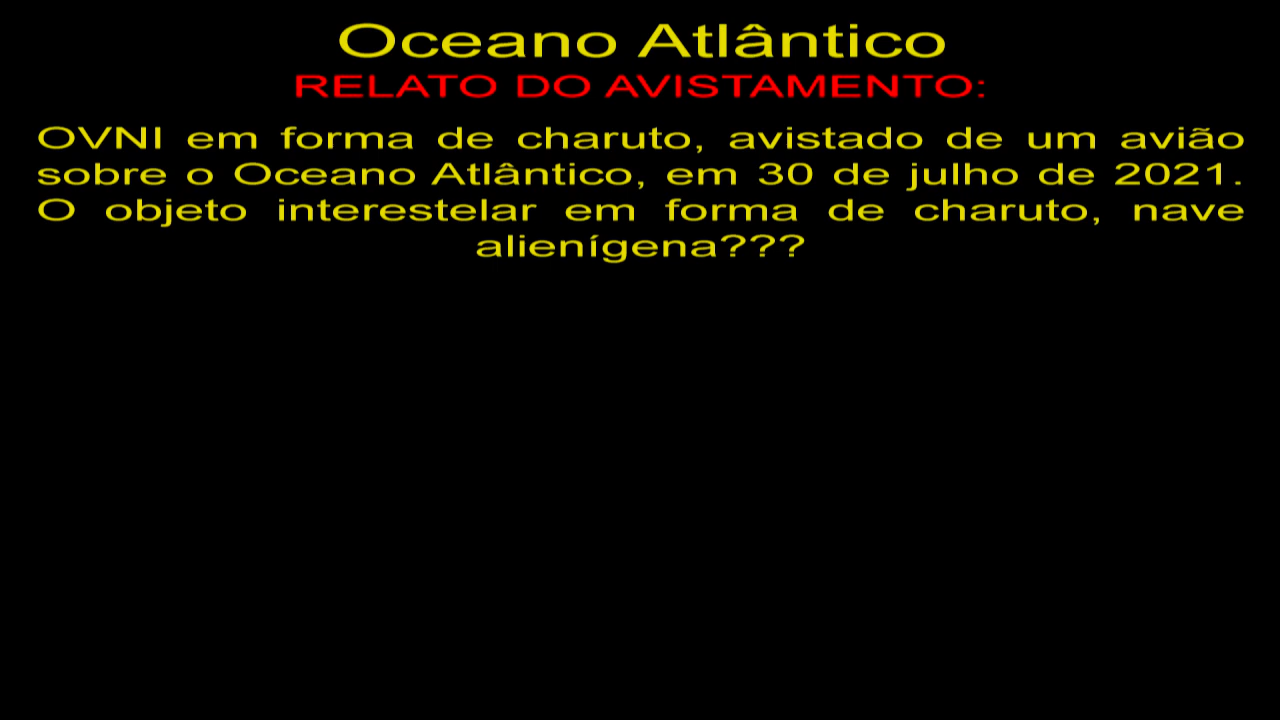 Oceano Atlântico
RELATO DO AVISTAMENTO:
OVNI em forma de charuto, avistado de um avião
sobre o Oceano Atlântico, em 30 de julho de 2021.
O objeto interestelar em forma de charuto, nave
alienígena???